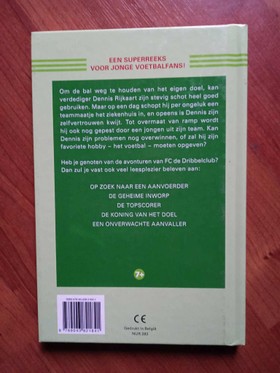 EEN SUPERREEKS
VOOR JONGE VOETBALFANS!
Om de bal weg te houden van het eigen doel, kan
verdediger Dennis Rijkaart zijn stevig schot heel goed
gebruiken. Maar op een dag schopt hij per ongeluk een
teammaatje het ziekenhuis in, en opeens is Dennis zijn
zelfvertrouwen kwijt. Tot overmaat van ramp wordt
hij ook nog gepest door een jongen uit zijn team. Kan
Dennis zijn problemen nog overwinnen, of zal hij zijn
favoriete hobby – het voetbal – moeten opgeven?
Heb je genoten van de avonturen van FC de Dribbelclub?
Dan zul je vast ook veel leesplezier beleven aan:
OP ZOEK NAAR EEN AANVOERDER
DE GEHEIME INWORP
DE TOPSCORER
DE KONING VAN HET DOEL
EEN ONVERWACHTE AANVALLER
7+
CE
Gedrukt in België